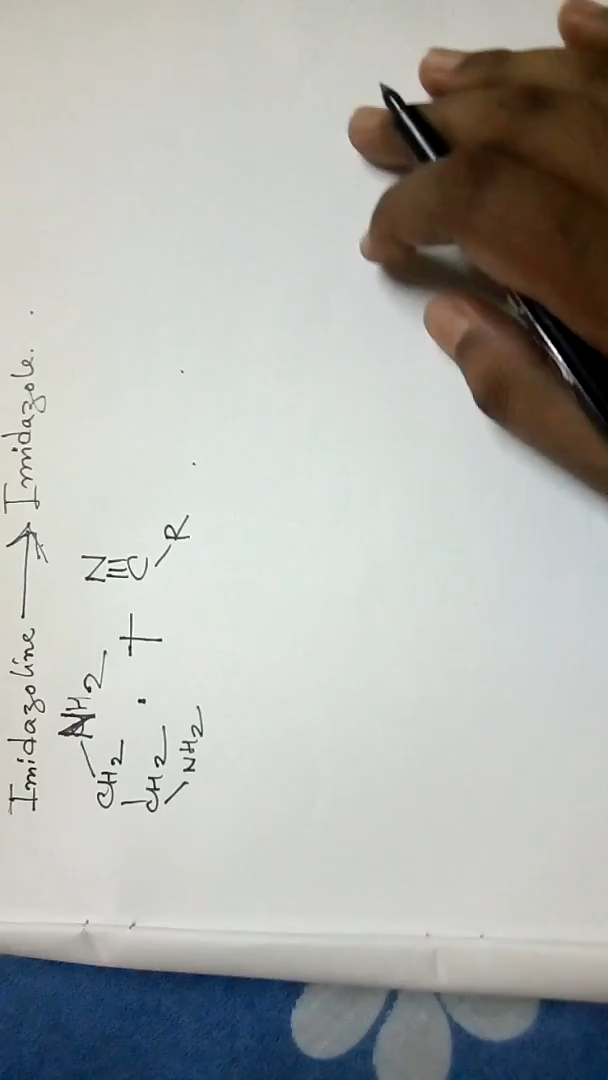 Imidazoline ⟶ Imidazole.
NH2 N
CH2 + ≡
CH2 C
NH2 R